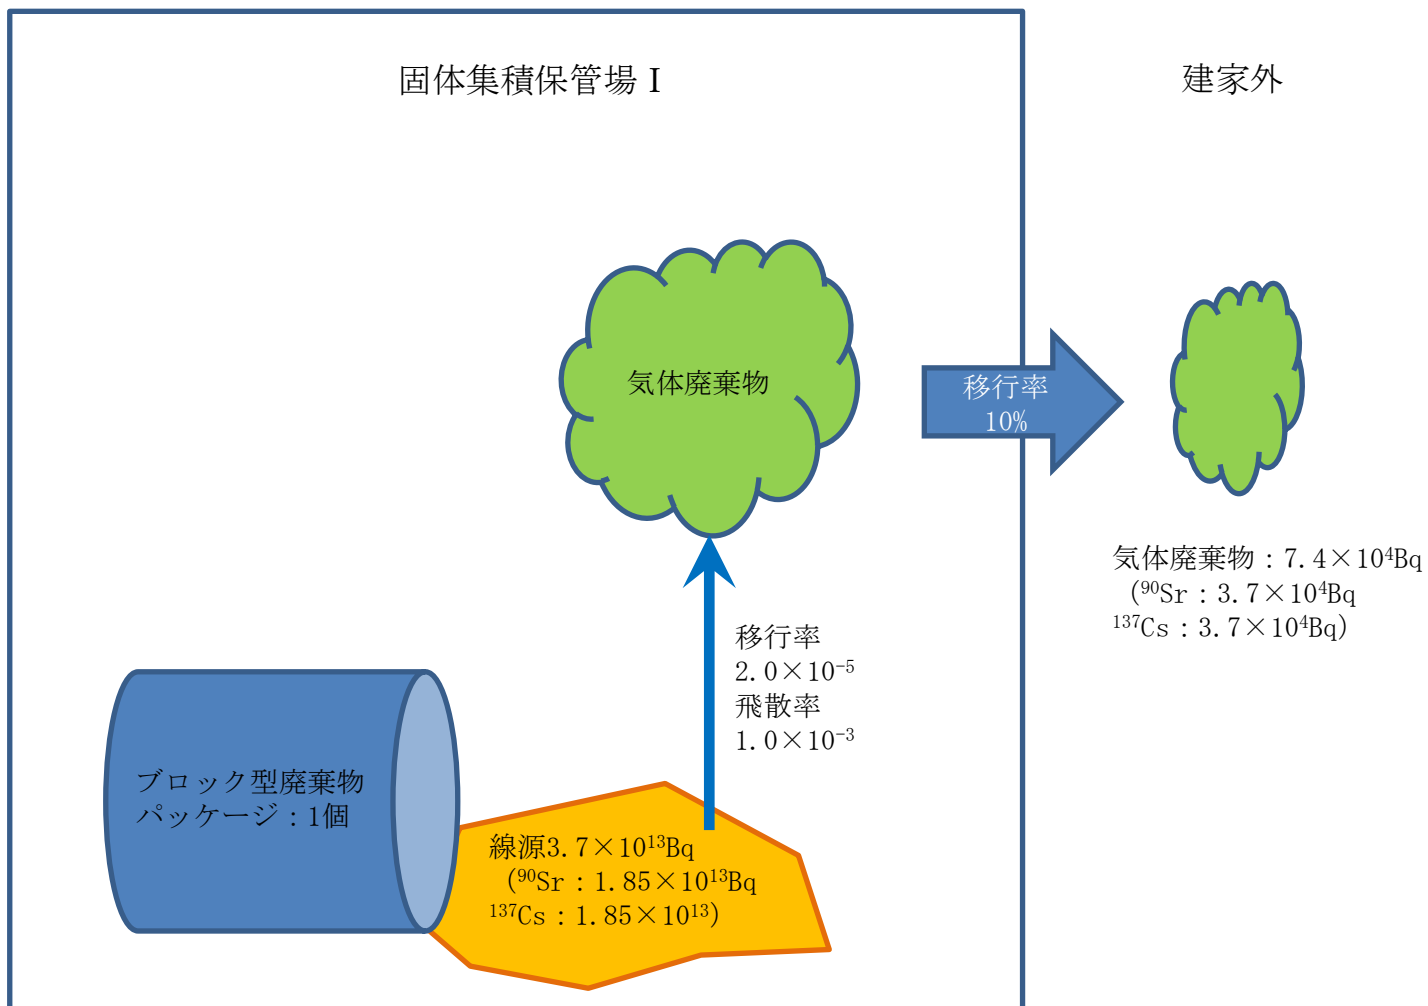 固体集積保管場Ⅰ
建家外
気体廃棄物
移行率
10%
気体廃棄物：7.4×10⁴Bq
（⁹⁰Sr：3.7×10⁴Bq
¹³⁷Cs：3.7×10⁴Bq）
移行率
2.0×10⁻⁵
飛散率
1.0×10⁻³
ブロック型廃棄物
パッケージ：1個
線源3.7×10¹³Bq
（⁹⁰Sr：1.85×10¹³Bq
¹³⁷Cs：1.85×10¹³）